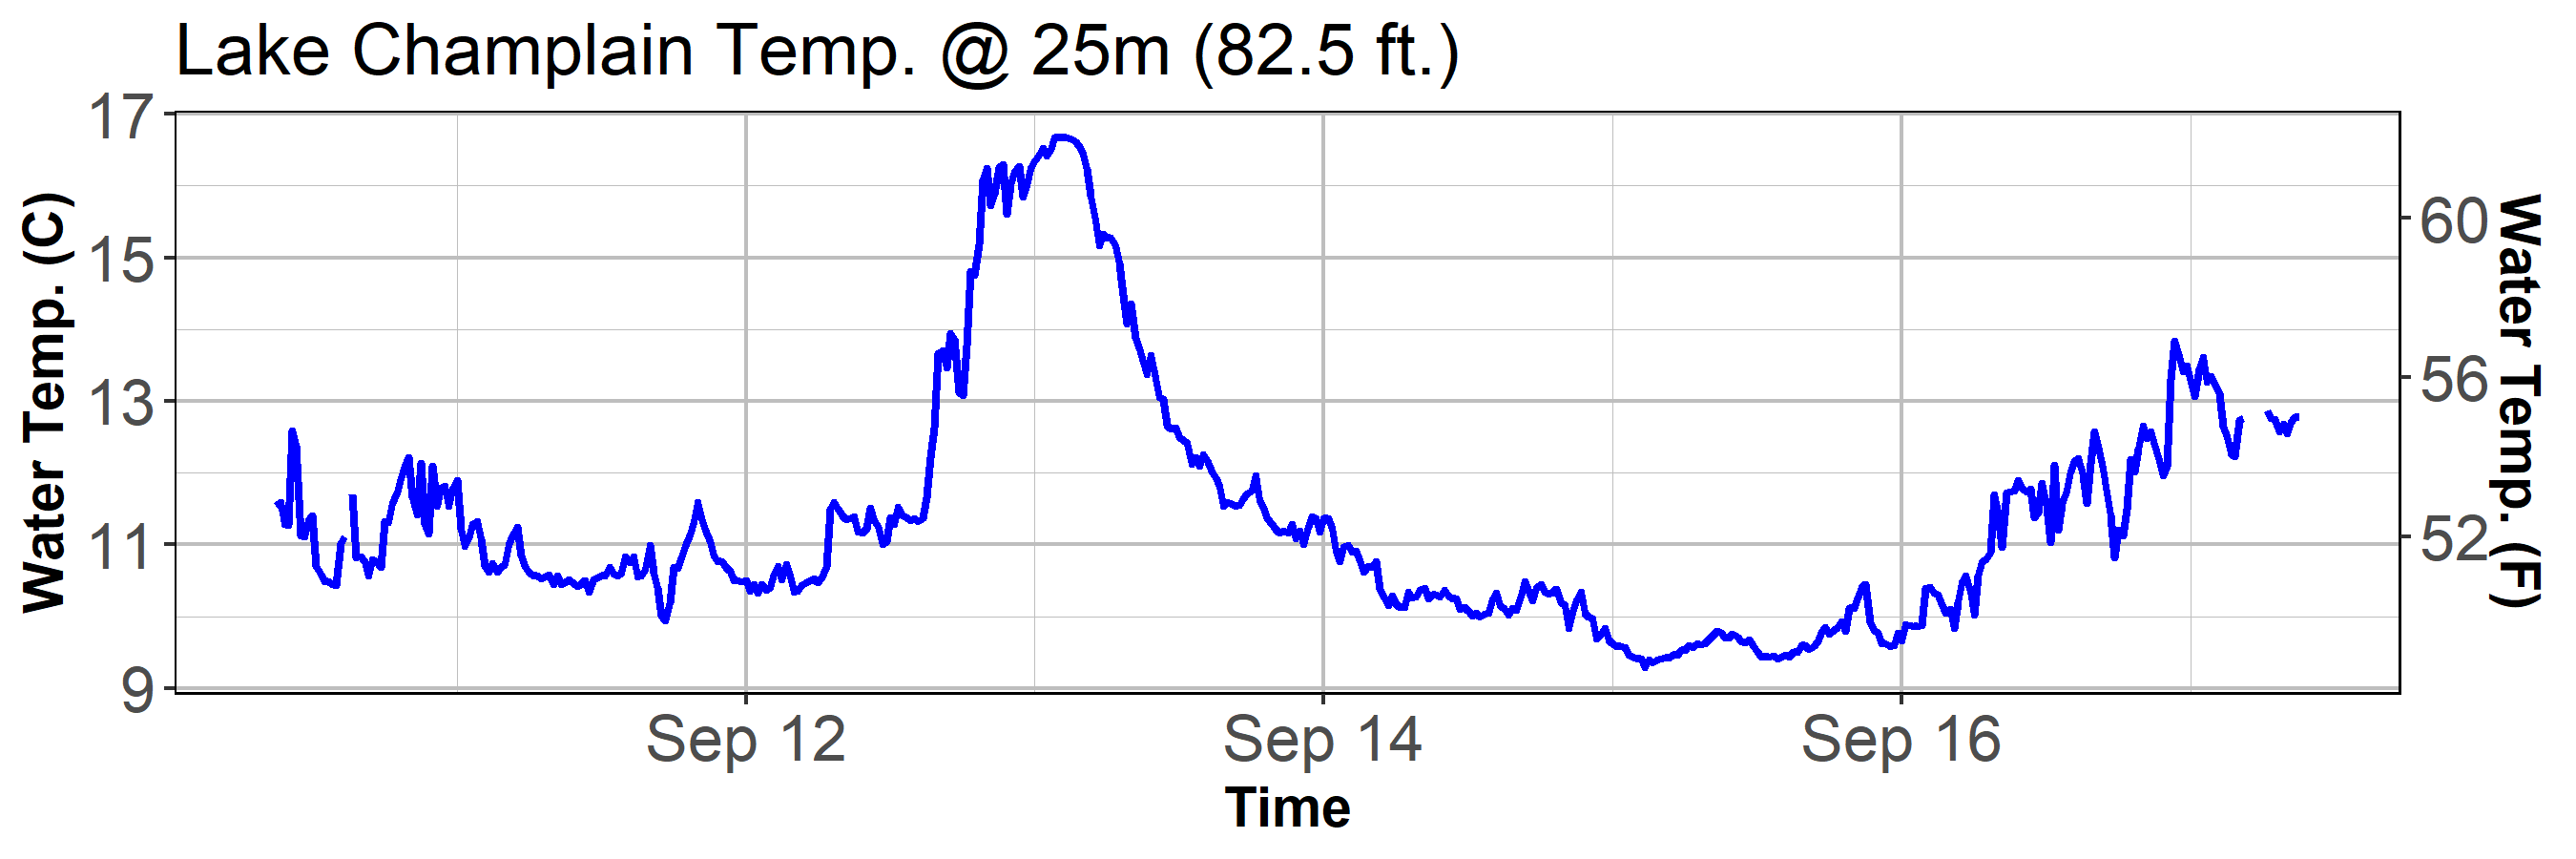 Lake Champlain Temp. @ 25m (82.5 ft.)
Water Temp. (C)
17
15
13
11
9
60
56
52
Water Temp. (F)
Sep 12
Sep 14
Sep 16
Time